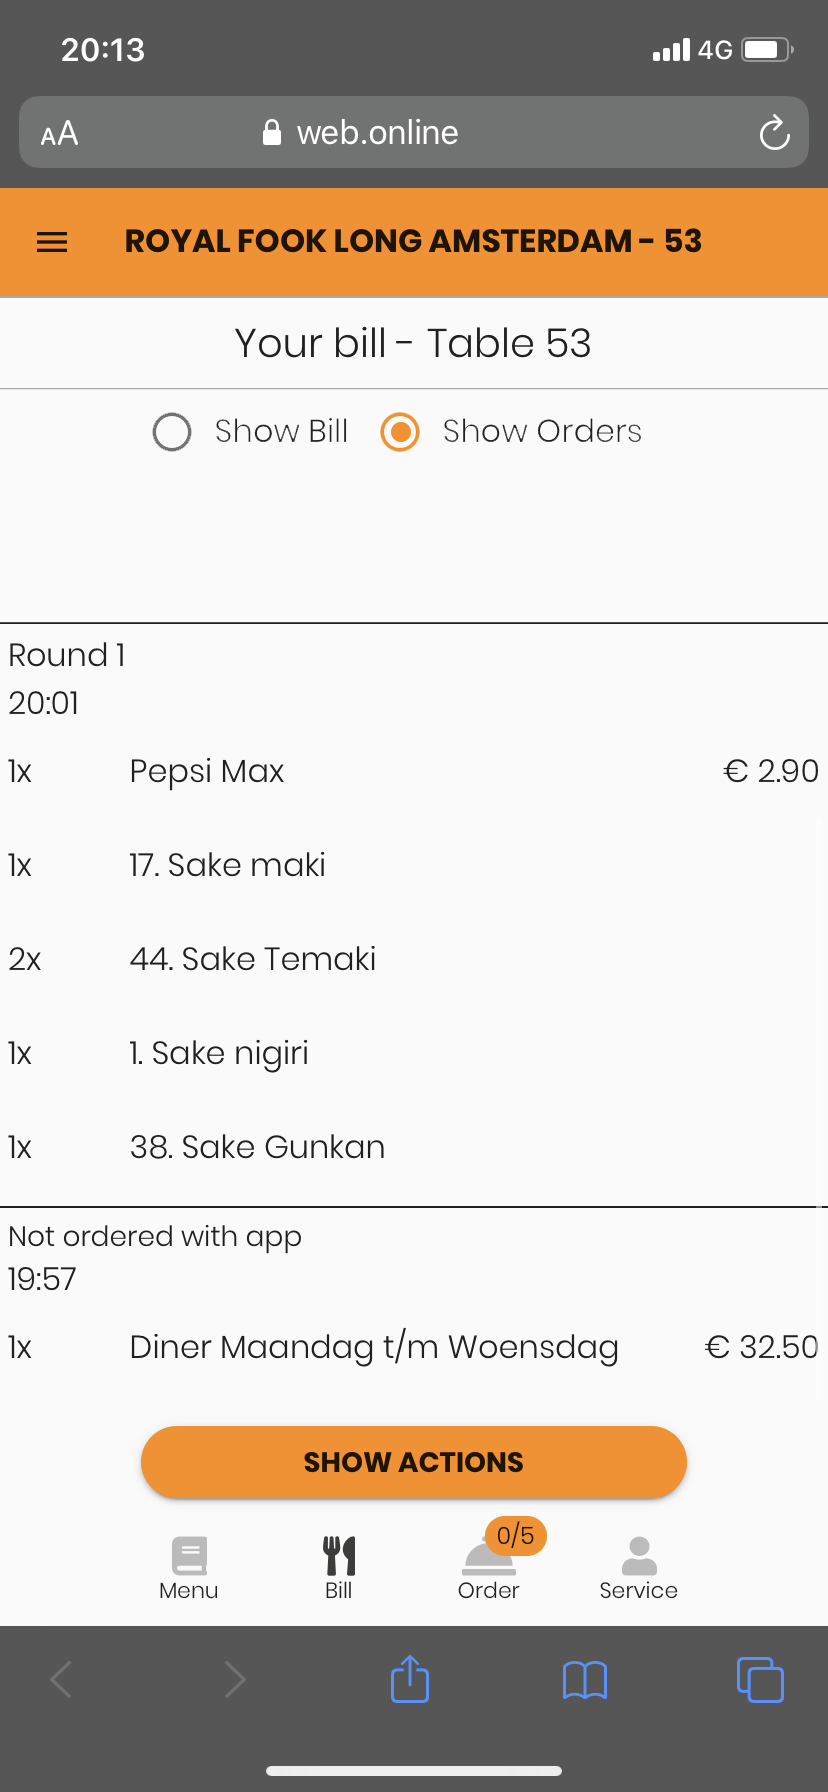 20:13
4G
AA
web.online
ROYAL FOOK LONG AMSTERDAM - 53
Your bill - Table 53
Show Bill
Show Orders
Round 1
20:01
1x Pepsi Max € 2.90
1x 17. Sake maki
2x 44. Sake Temaki
1x 1. Sake nigiri
1x 38. Sake Gunkan
Not ordered with app
19:57
1x Diner Maandag t/m Woensdag € 32.50
SHOW ACTIONS
0/5
Menu Bill Order Service